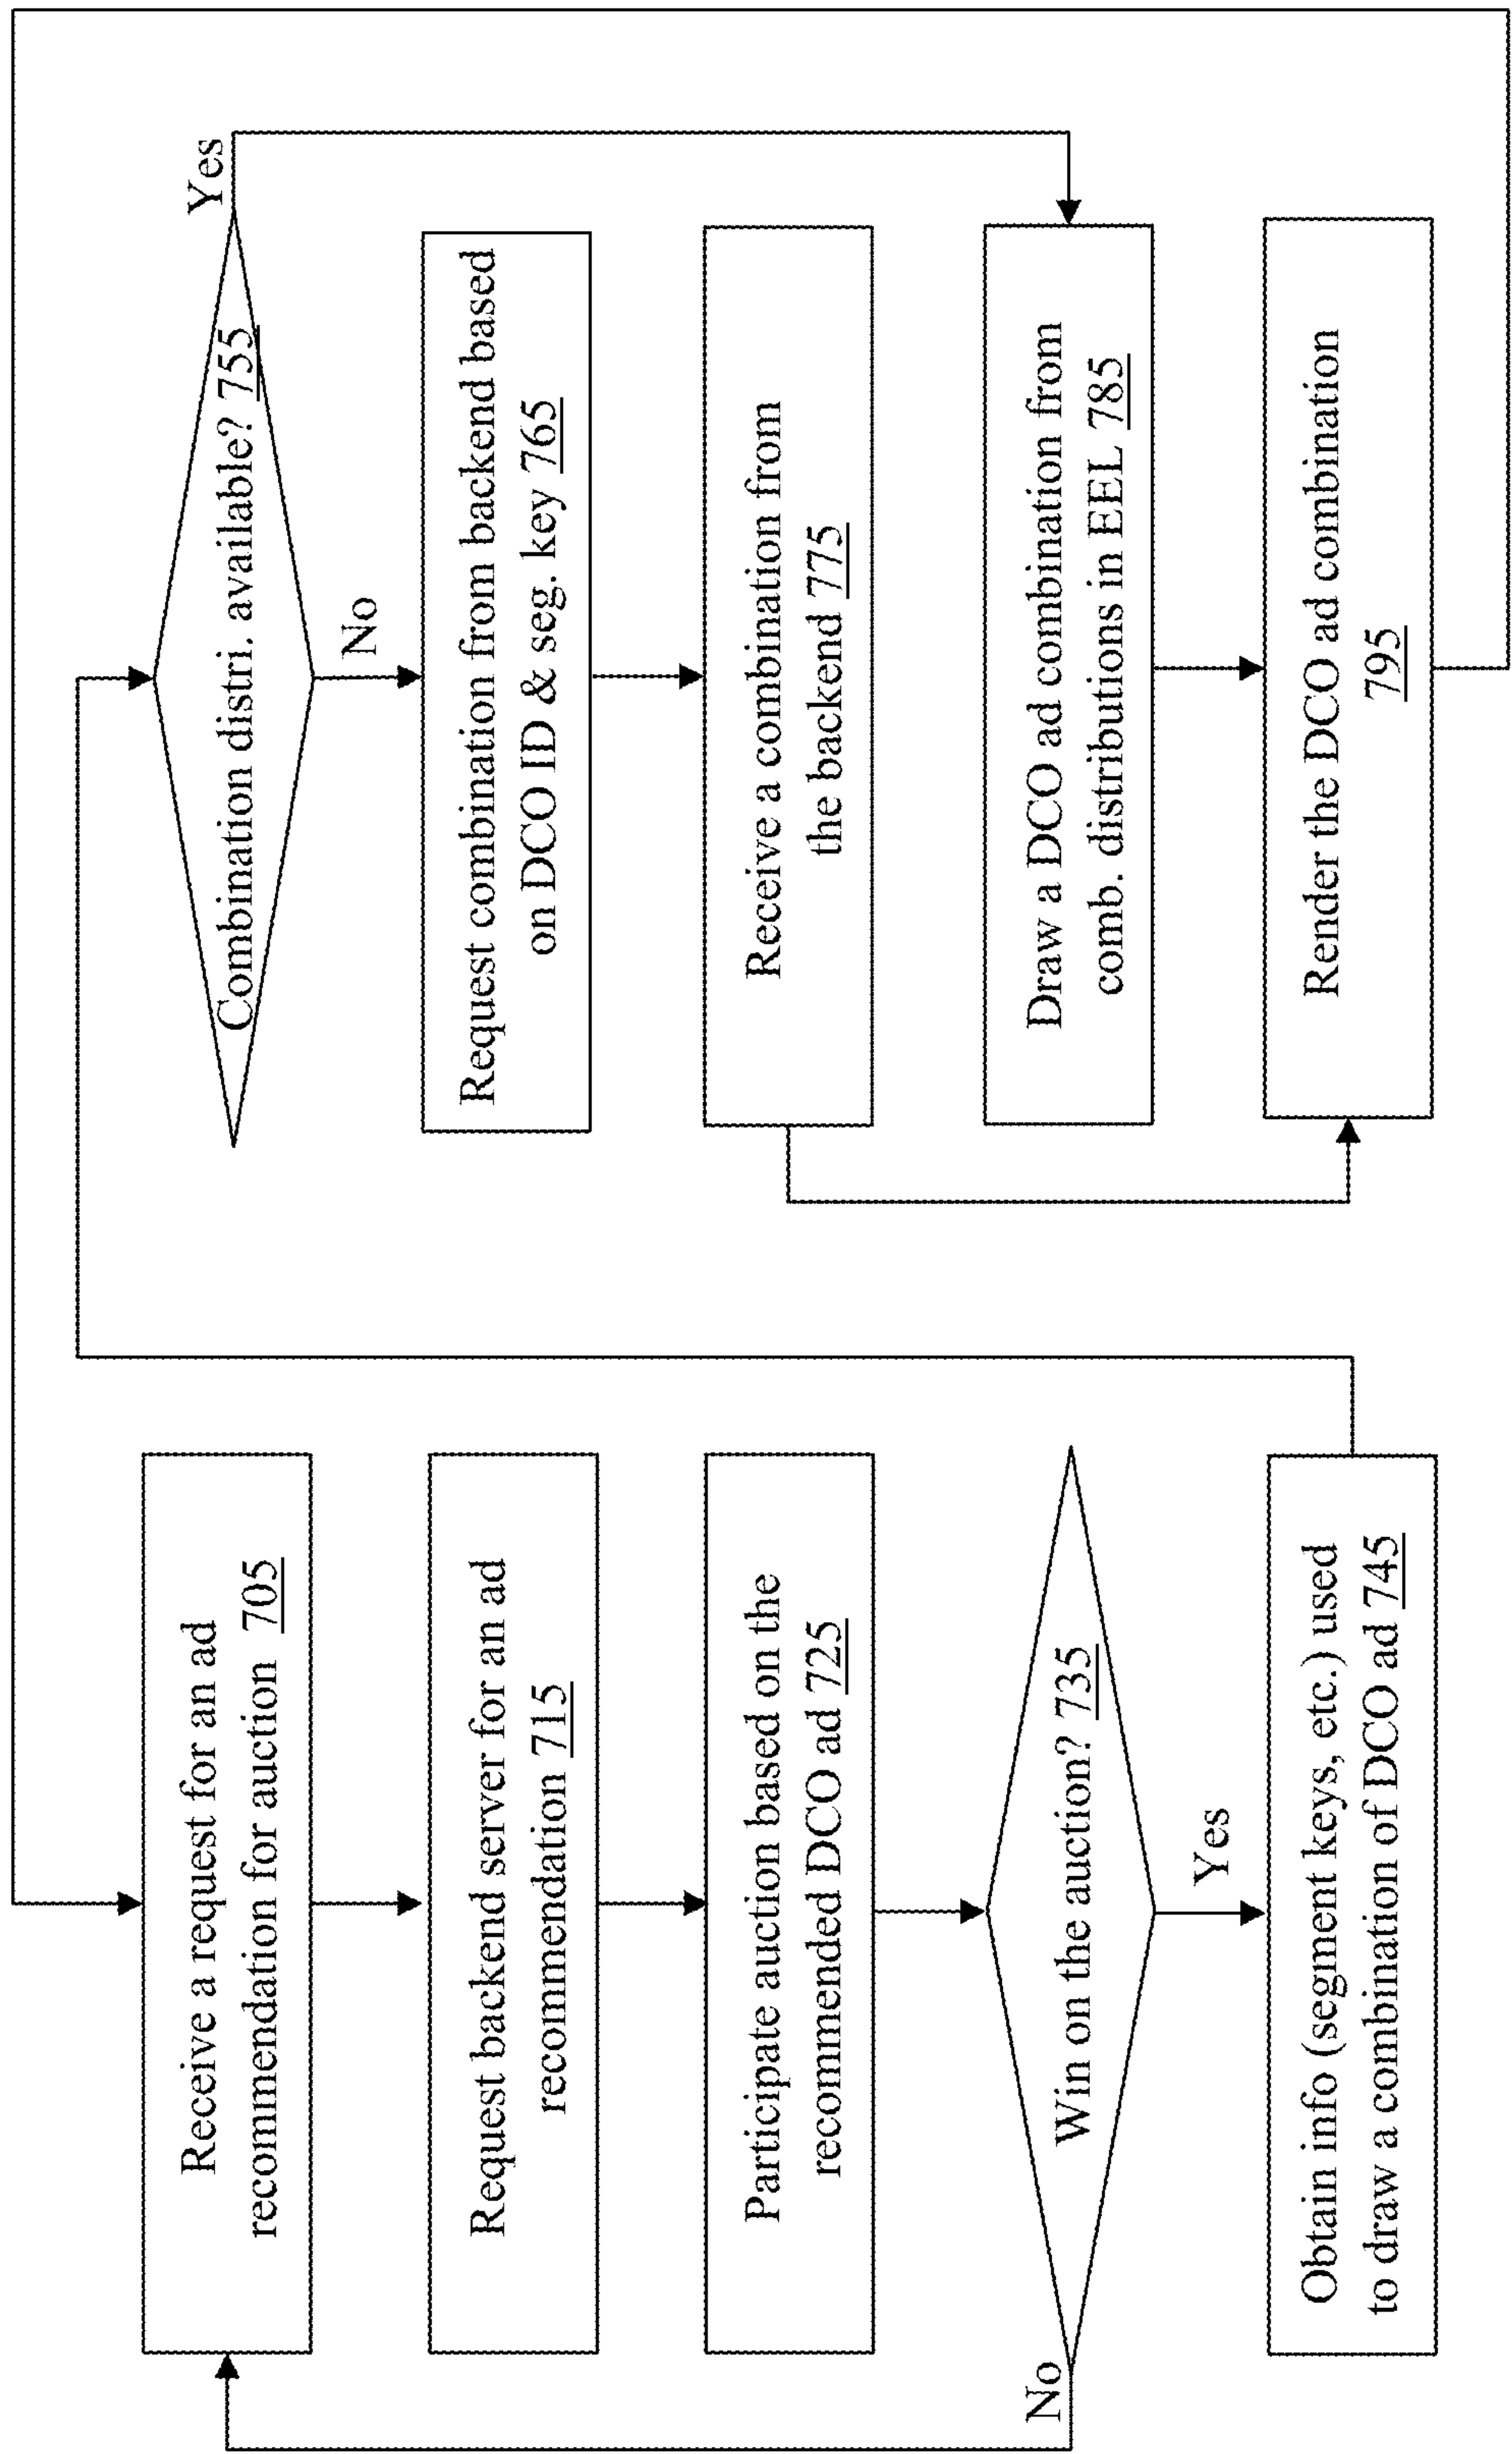 Receive a request for an ad
recommendation for auction 705
Request backend server for an ad
recommendation 715
Participate auction based on the
recommended DCO ad 725
Win on the auction? 735
No
Yes
Obtain info (segment keys, etc.) used
to draw a combination of DCO ad 745
Combination distri. available? 755
Yes
No
Request combination from backend based
on DCO ID & seg. key 765
Receive a combination from
the backend 775
Draw a DCO ad combination from
comb. distributions in EEL 785
Render the DCO ad combination
795